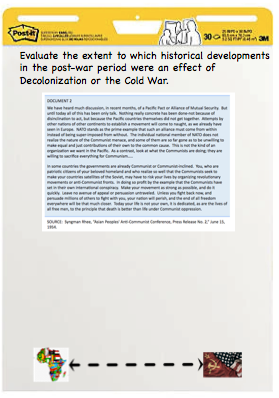 Post-it
30
3M
Evaluate the extent to which historical developments
in the post-war period were an effect of
Decolonization or the Cold War.
DOCUMENT 2
We have heard much discussion, in recent months, of a Pacific Pact or Alliance of Mutual Security. But
until today all of this has been only talk. Nothing really concrete has been done because of
disinclination to act, but because the Pacific countries themselves did not get together. Attempts by
other nations of other continents to establish a movement will come to naught, as we already have
seen in Europe. NATO stands as the prime example that such an alliance must come from within
instead of being super-imposed from without. The individual national member of NATO does not
realize the nature of the Communist menace, and some of them are so far gone as to be unwilling to
make equal and just contributions of their own to the common cause. This is not the kind of an
organization we want in the Pacific. As a contrast, look at what the Communists are doing; they are
willing to sacrifice everything for Communism.....
In some countries the governments are already Communist or Communist-inclined. You, who are
patriotic citizens of your beloved homeland and who realize so well that the Communists seek to
make your countries satellites of the Soviet, may have to risk your lives by organizing revolutionary
movements or anti-Communist fronts. In doing so profit by the example that the Communists have
set in their own international conspiracy. Make your movement as strong as possible, and do it
quickly. Leave no avenue of appeal or persuasion untraveled. Unless you fight back now, and
persuade millions of others to fight with you, your nation will perish, and the end of all freedom
everywhere will be that much closer. Today your life is not your own, it is dedicated, as are the lives of
all free men, to the principle that death is better than life under Communist oppression.
SOURCE: Syngman Rhee, "Asian Peoples' Anti-Communist Conference, Press Release No. 2," June 15,
1954.